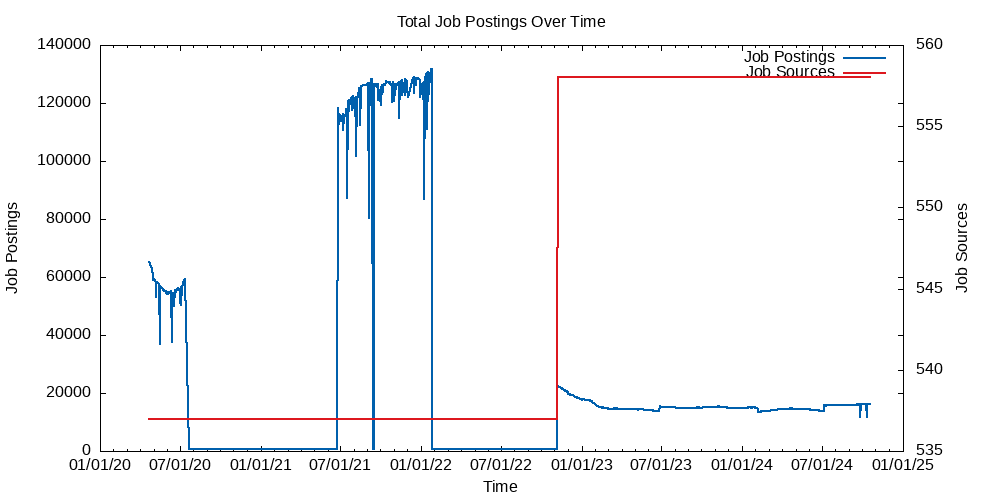 Total Job Postings Over Time
140000
120000
100000
80000
60000
40000
20000
0
Job Postings
560
555
550
545
540
535
Job Sources
Job Postings
Job Sources
01/01/20 07/01/20 01/01/21 07/01/21 01/01/22 07/01/22 01/01/23 07/01/23 01/01/24 07/01/24 01/01/25
Time